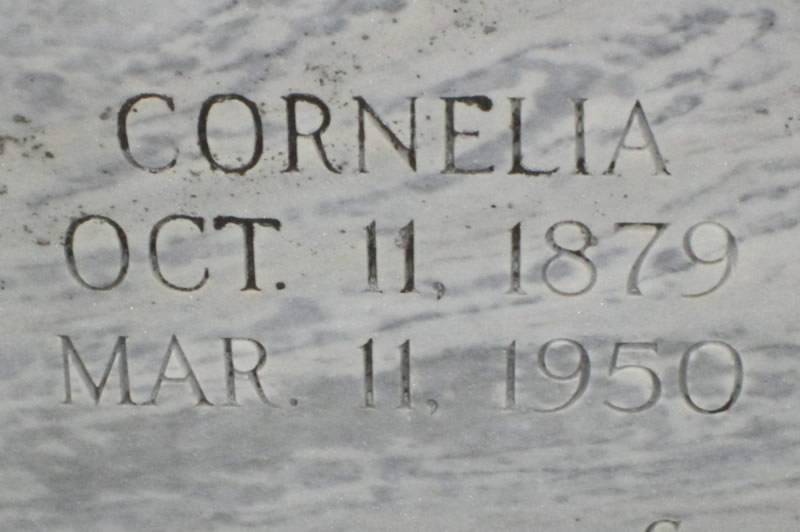 CORNELIA
OCT. 11, 1879
MAR. 11, 1950